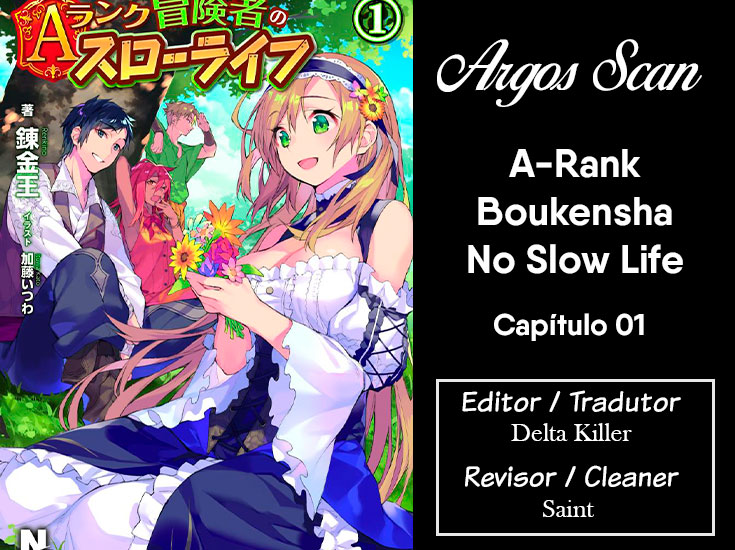 Aランク冒険者の
スローライフ
①
著 錬金王
イラスト 加藤いつわ
N
Argos Scan
A-Rank
Boukensha
No Slow Life
Capítulo 01
Editor / Tradutor
Delta Killer
Revisor / Cleaner
Saint